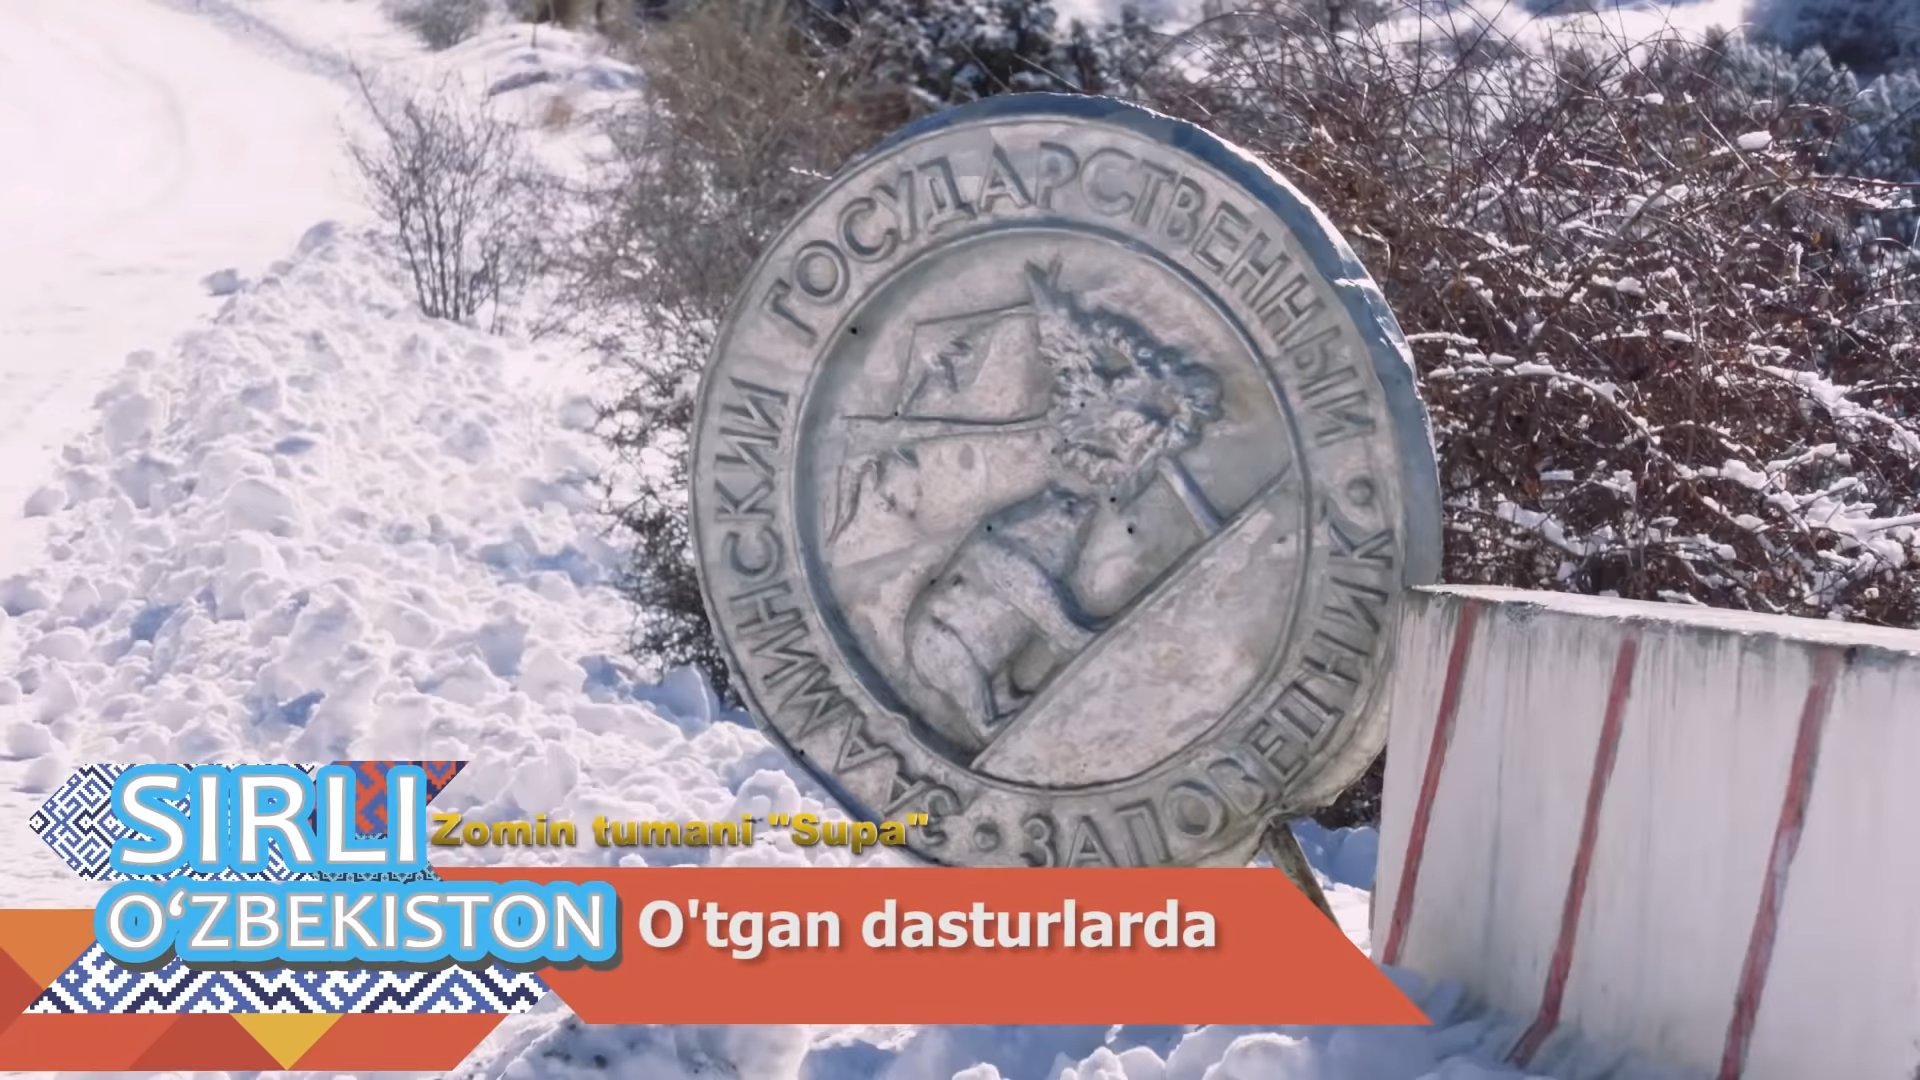 ЗААМИНСКИЙ ГОСУДАРСТВЕННЫЙ
ЗАПОВЕДНИК
SIRLI
Zomin tumani "Supa"
O‘ZBEKISTON
O'tgan dasturlarda